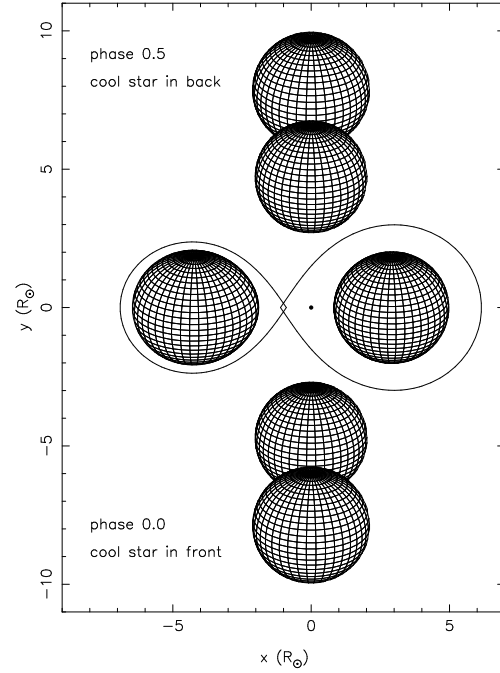 10
phase 0.5
cool star in back
5
y (R⊙)
0
−5
phase 0.0
cool star in front
−10
−5 0 5
x (R⊙)